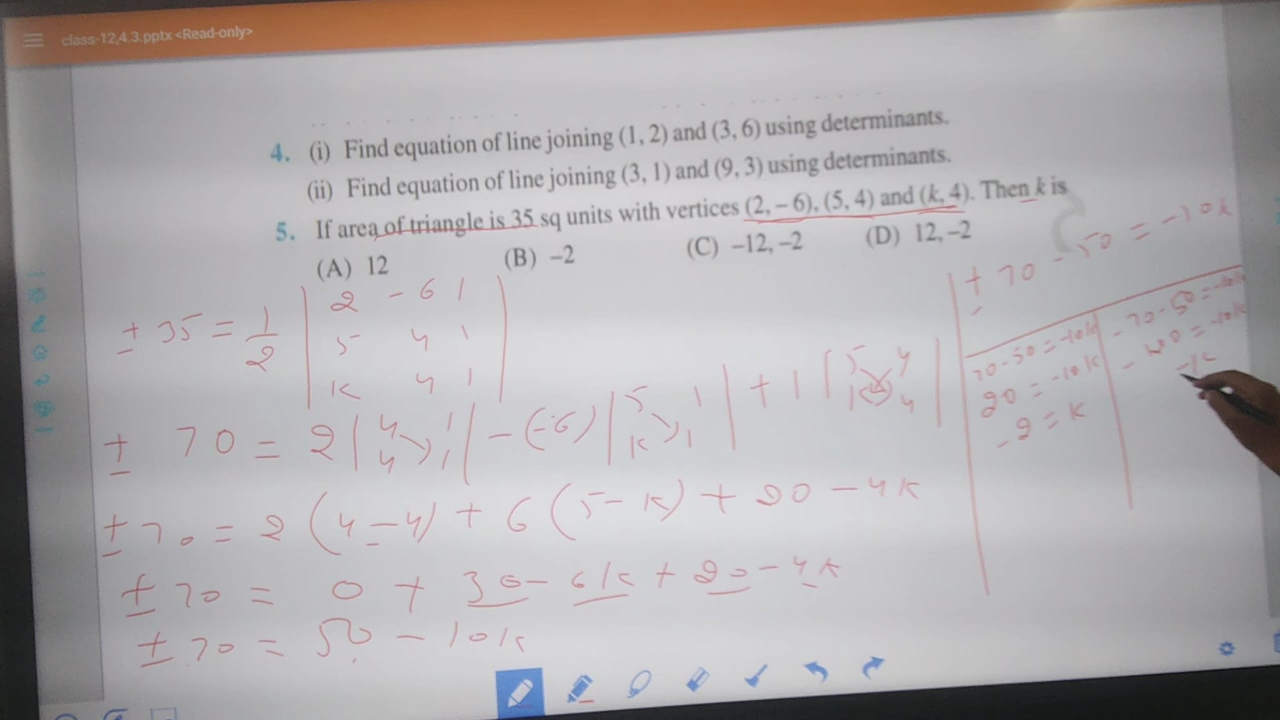 class-12,4.3.pptx <Read-only>
4. (i) Find equation of line joining (1, 2) and (3, 6) using determinants.
(ii) Find equation of line joining (3, 1) and (9, 3) using determinants.
5. If area of triangle is 35 sq units with vertices (2, – 6), (5, 4) and (k, 4). Then k is
(A) 12 (B) –2 (C) –12, –2 (D) 12, –2
± 35 = 1/2 | 2 -6 1 |
5 4 1
K 4 1
± 70 = 2 | 4 1 | - (-6) | 5 1 | + 1 | 5 4 |
4 1 K 1 K 4
± 70 = 2 (4 - 4) + 6 (5 - K) + 20 - 4K
± 70 = 0 + 30 - 6K + 20 - 4K
± 70 = 50 - 10K
± 70 - 50 = -10K
70-50 = -10K
20 = -10K
-2 = K
-70-50 = -10K
= -10K
-K